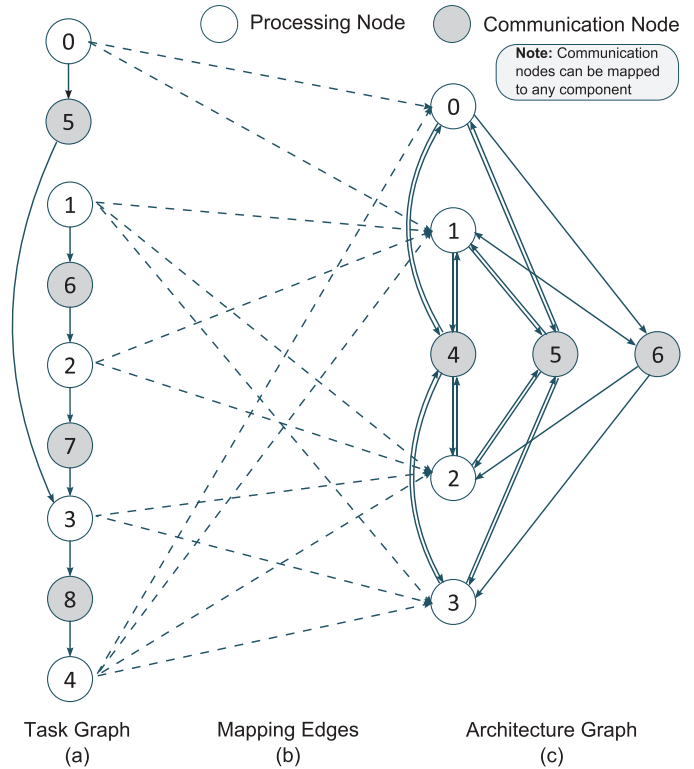 Processing Node
Communication Node
Note: Communication
nodes can be mapped
to any component
0
5
1
6
2
7
3
8
4
0
1
4
5
6
2
3
Task Graph
(a)
Mapping Edges
(b)
Architecture Graph
(c)